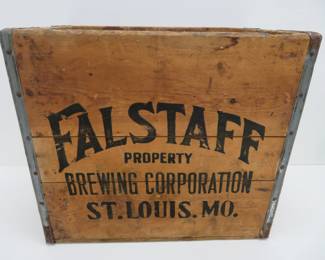 FALSTAFF
PROPERTY
BREWING CORPORATION
ST. LOUIS. MO.